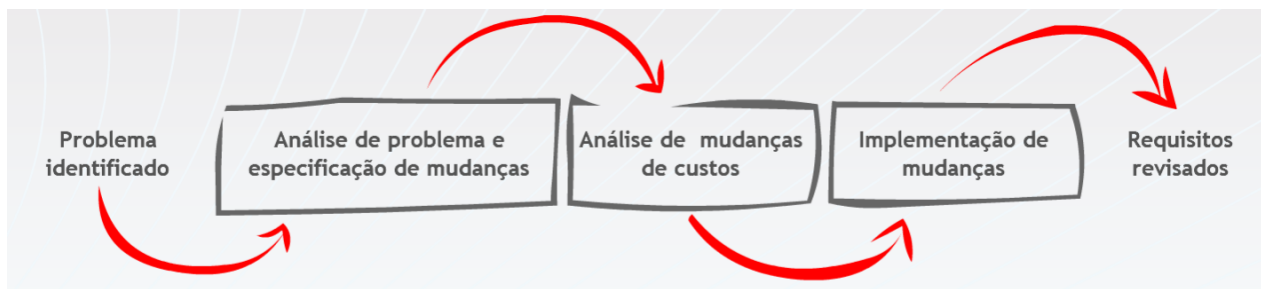 Problema
identificado
Análise de problema e
especificação de mudanças
Análise de mudanças
de custos
Implementação de
mudanças
Requisitos
revisados